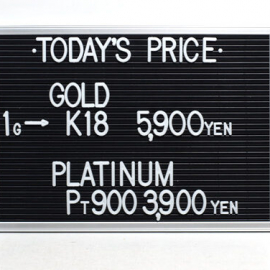 ·TODAY'S PRICE·
GOLD
1G→ K18 5,900YEN
PLATINUM
PT900 3,900YEN